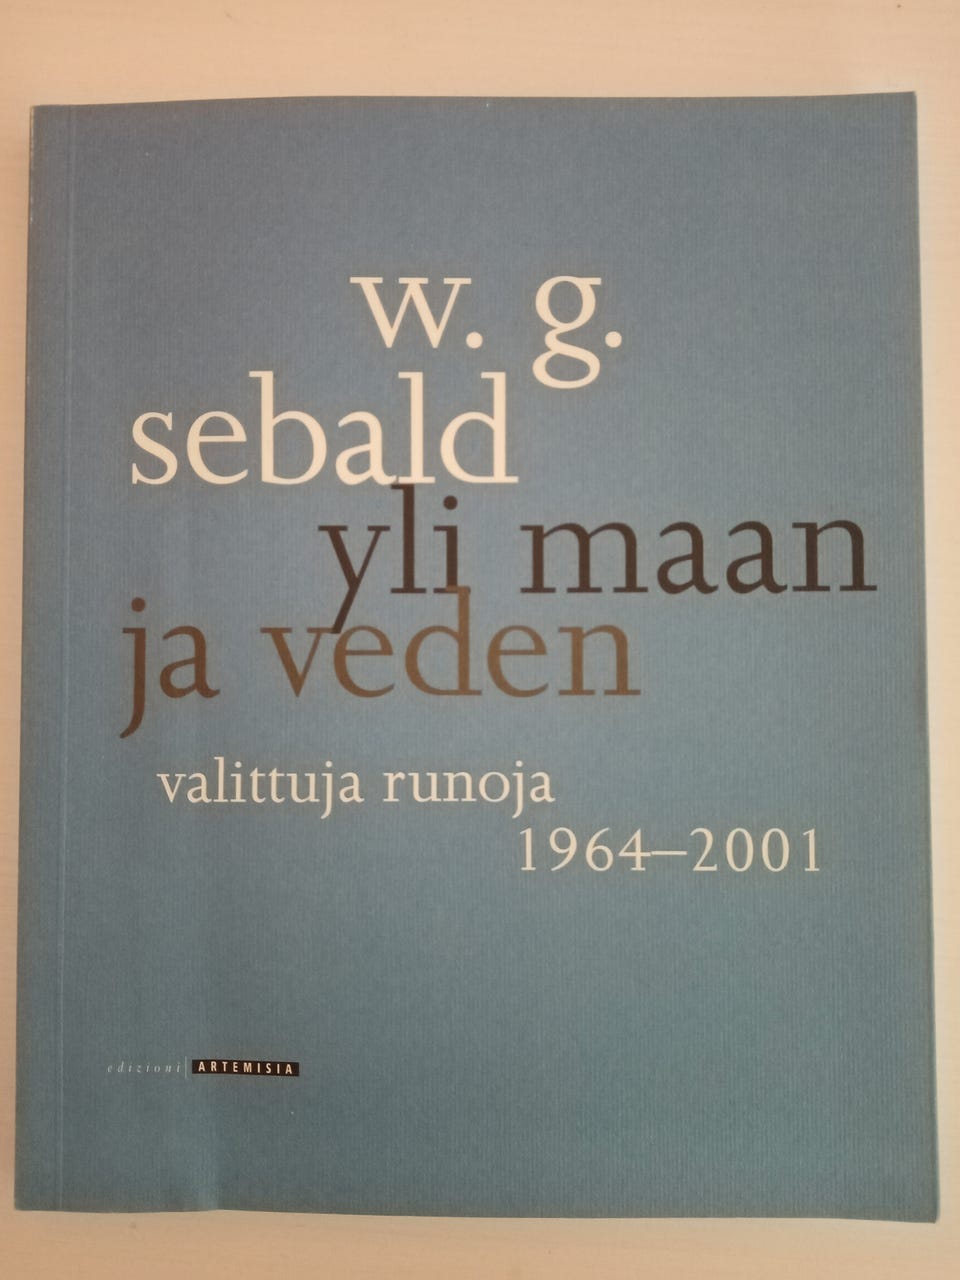 w. g.
sebald
yli maan
ja veden
valittuja runoja
1964–2001
edizioni ARTEMISIA